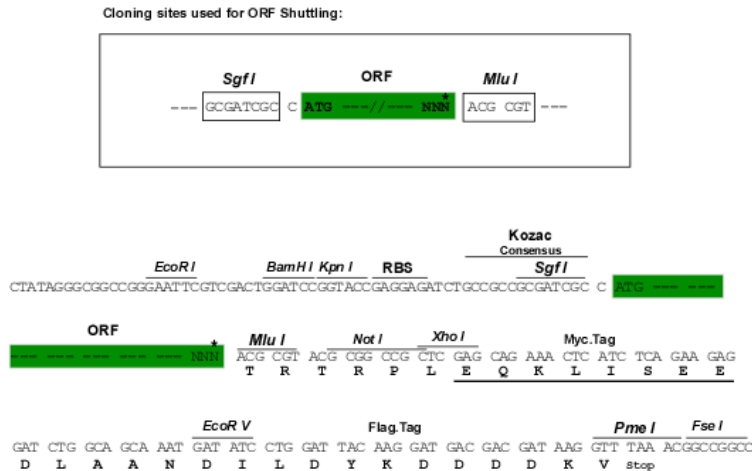 Cloning sites used for ORF Shuttling:
Sgf I ORF Mlu I
--- GCGATCGC C ATG ---//--- NNN* ACG CGT ---
Kozac
Consensus
EcoR I BamH I Kpn I RBS Sgf I
CTATAGGGCGGCCGGGAATTCGTCGACTGGATCCGGTACCGAGGAGATCTGCCGCCGCGATCGC C ATG --- ---
ORF Mlu I Not I Xho I Myc.Tag
--- --- --- --- --- NNN* ACG CGT ACG CGG CCG CTC GAG CAG AAA CTC ATC TCA GAA GAG
T R T R P L E Q K L I S E E
EcoR V Flag.Tag Pme I Fse I
GAT CTG GCA GCA AAT GAT ATC CTG GAT TAC AAG GAT GAC GAC GAT AAG GTT TAA ACGGCCGGCC
D L A A N D I L D Y K D D D D K V Stop